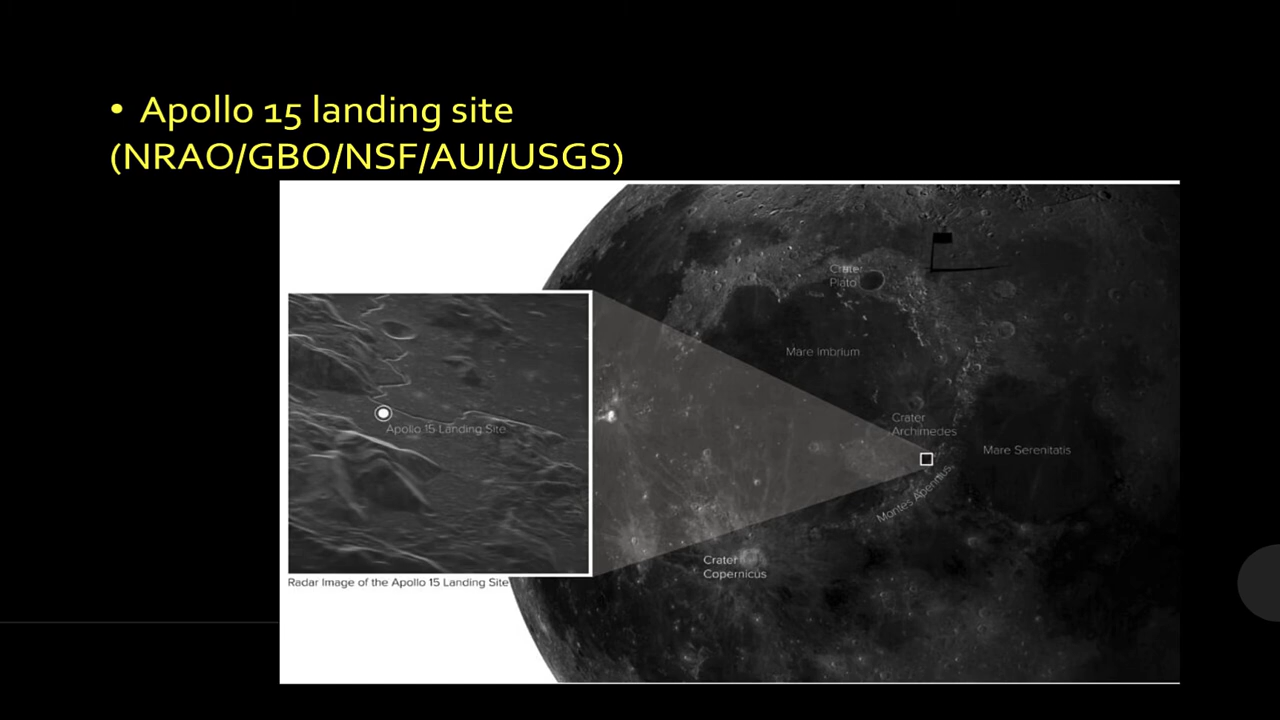 • Apollo 15 landing site
(NRAO/GBO/NSF/AUI/USGS)
Crater
Plato
Mare Imbrium
Crater
Archimedes
Mare Serenitatis
Montes Apennius
Apollo 15 Landing Site
Crater
Copernicus
Radar Image of the Apollo 15 Landing Site